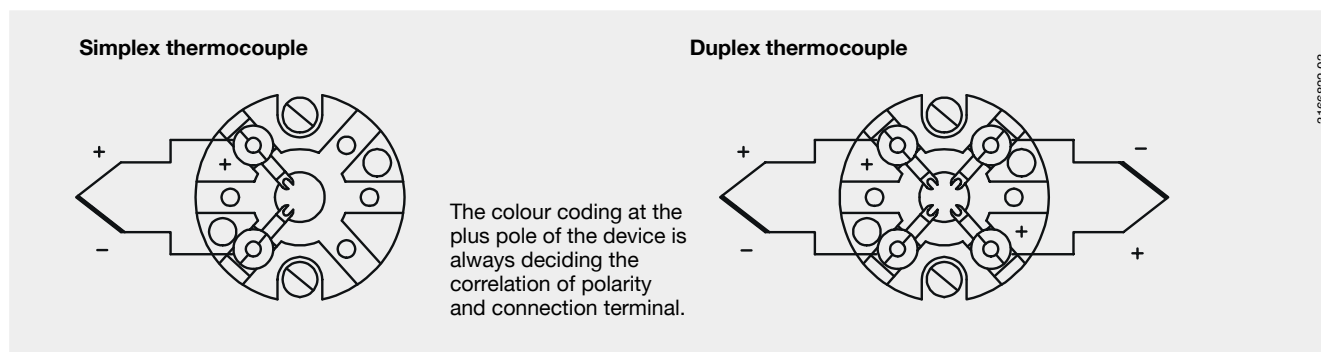 Simplex thermocouple
Duplex thermocouple
+
+
–
The colour coding at the
plus pole of the device is
always deciding the
correlation of polarity
and connection terminal.
+
+
–
–
+
+